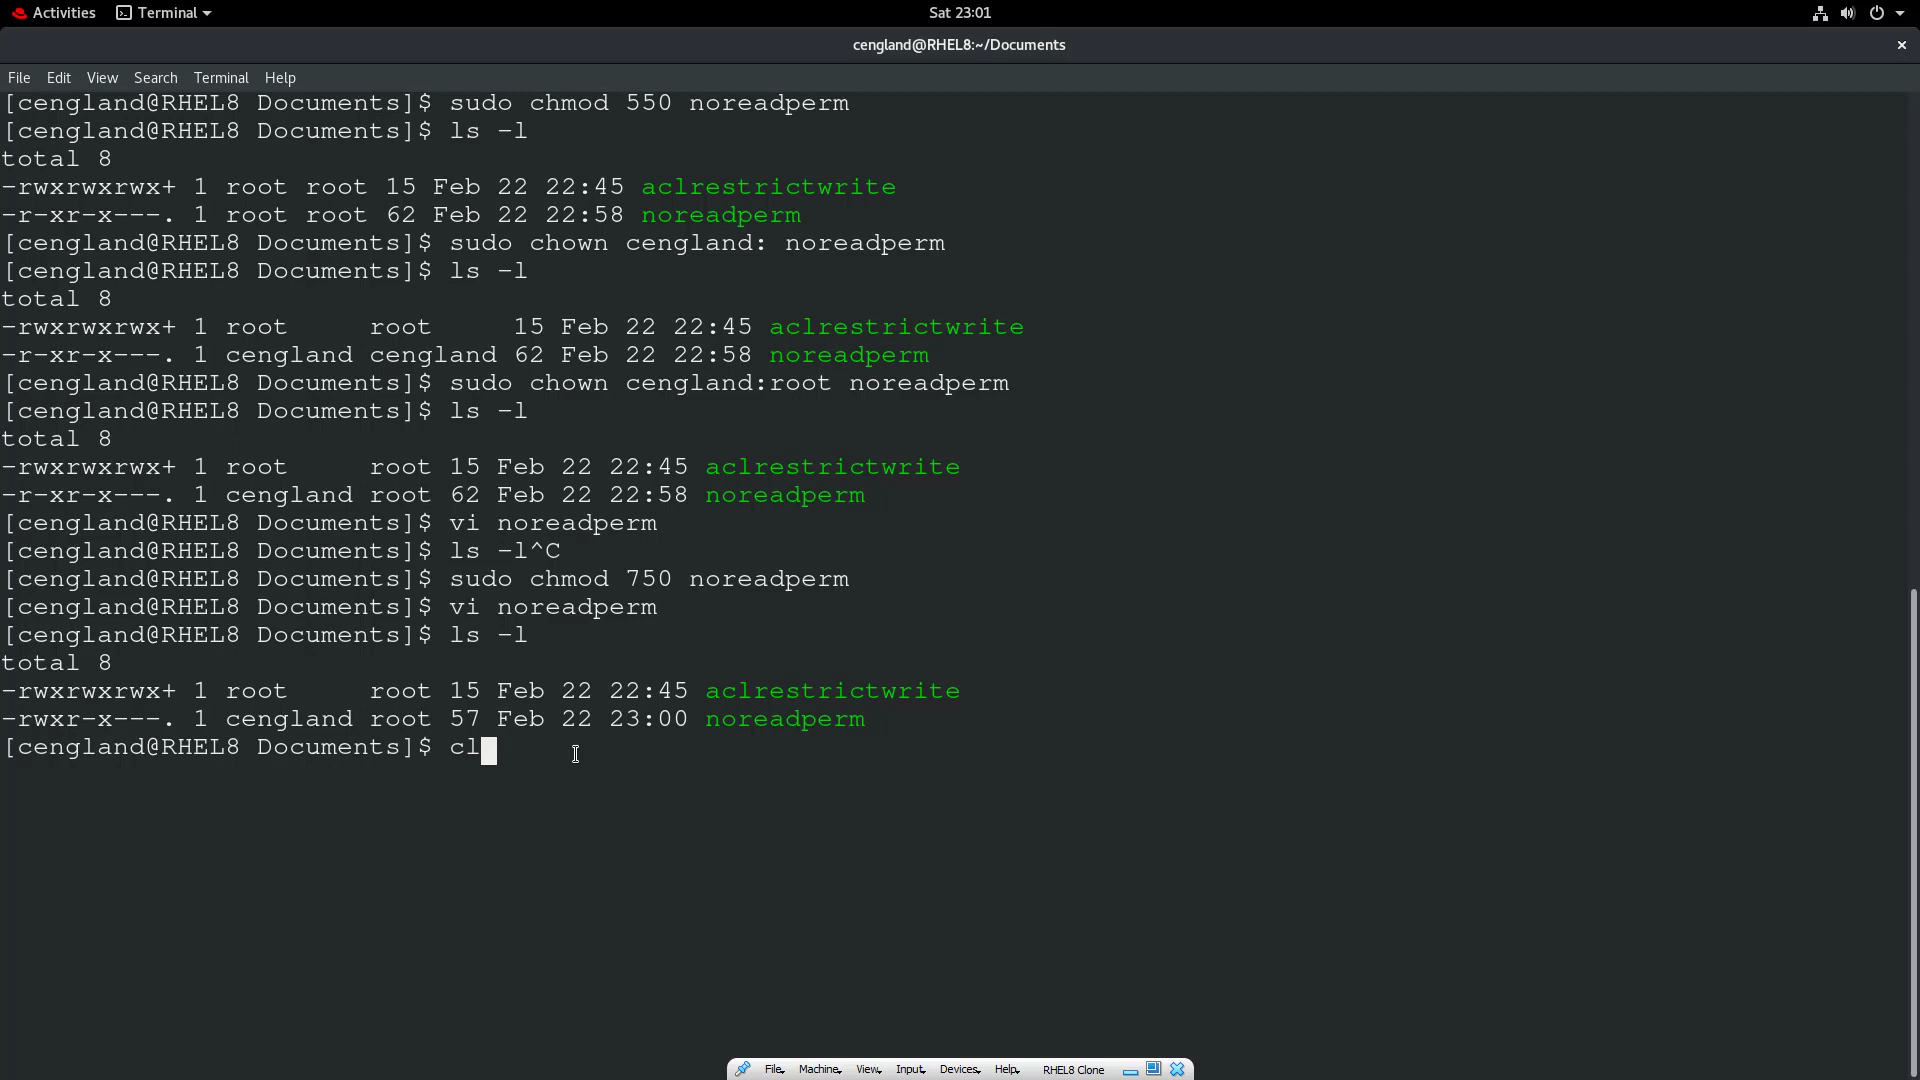 Activities Terminal Sat 23:01
cengland@RHEL8:~/Documents
File Edit View Search Terminal Help
[cengland@RHEL8 Documents]$ sudo chmod 550 noreadperm
[cengland@RHEL8 Documents]$ ls -l
total 8
-rwxrwxrwx+ 1 root root 15 Feb 22 22:45 aclrestrictwrite
-r-xr-x---. 1 root root 62 Feb 22 22:58 noreadperm
[cengland@RHEL8 Documents]$ sudo chown cengland: noreadperm
[cengland@RHEL8 Documents]$ ls -l
total 8
-rwxrwxrwx+ 1 root     root     15 Feb 22 22:45 aclrestrictwrite
-r-xr-x---. 1 cengland cengland 62 Feb 22 22:58 noreadperm
[cengland@RHEL8 Documents]$ sudo chown cengland:root noreadperm
[cengland@RHEL8 Documents]$ ls -l
total 8
-rwxrwxrwx+ 1 root     root 15 Feb 22 22:45 aclrestrictwrite
-r-xr-x---. 1 cengland root 62 Feb 22 22:58 noreadperm
[cengland@RHEL8 Documents]$ vi noreadperm
[cengland@RHEL8 Documents]$ ls -l^C
[cengland@RHEL8 Documents]$ sudo chmod 750 noreadperm
[cengland@RHEL8 Documents]$ vi noreadperm
[cengland@RHEL8 Documents]$ ls -l
total 8
-rwxrwxrwx+ 1 root     root 15 Feb 22 22:45 aclrestrictwrite
-rwxr-x---. 1 cengland root 57 Feb 22 23:00 noreadperm
[cengland@RHEL8 Documents]$ cl
File Machine View Input Devices Help RHEL8 Clone